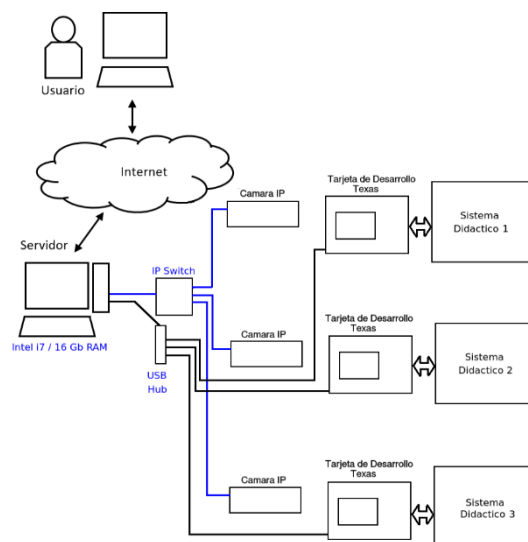 Usuario
Internet
Servidor
Intel i7 / 16 Gb RAM
IP Switch
USB
Hub
Camara IP
Tarjeta de Desarrollo
Texas
Sistema
Didactico 1
Camara IP
Tarjeta de Desarrollo
Texas
Sistema
Didactico 2
Camara IP
Tarjeta de Desarrollo
Texas
Sistema
Didactico 3